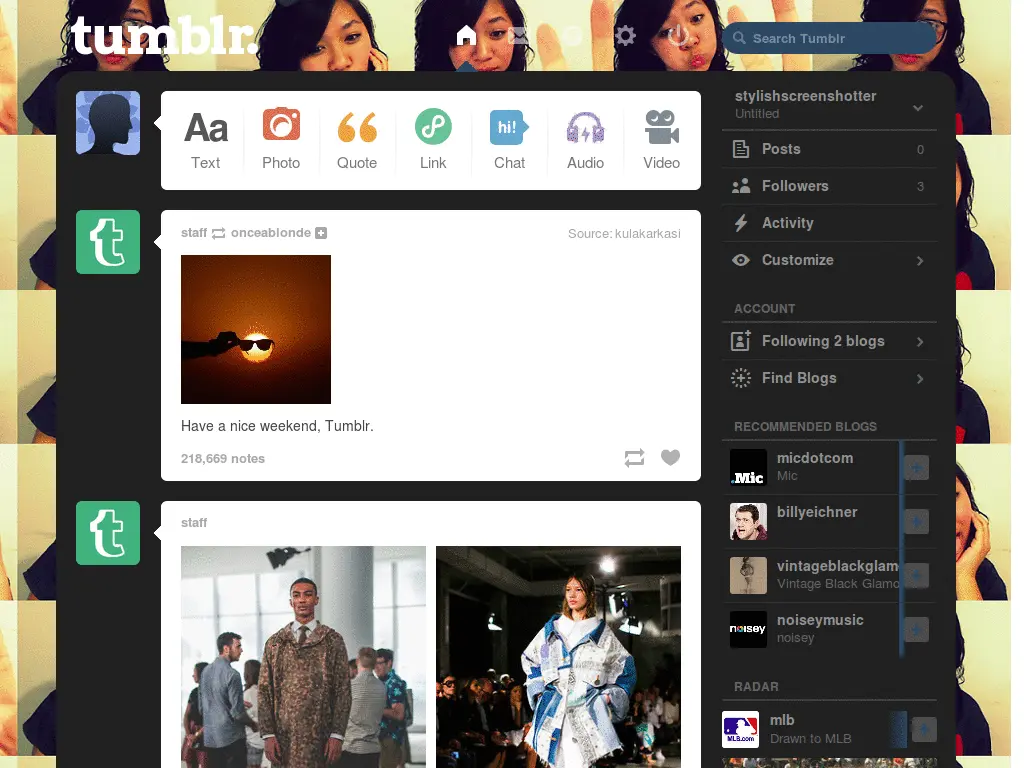 tumblr.
Search Tumblr
Aa
hi!
Text
Photo
Quote
Link
Chat
Audio
Video
staff onceablonde
Source: kulakarkasi
Have a nice weekend, Tumblr.
218,669 notes
staff
stylishscreenshotter
Untitled
Posts 0
Followers 3
Activity
Customize
ACCOUNT
Following 2 blogs
Find Blogs
RECOMMENDED BLOGS
.Mic
micdotcom
Mic
billyeichner
vintageblackglam
Vintage Black Glamo
noisey
noiseymusic
noisey
RADAR
MLB.com
mlb
Drawn to MLB